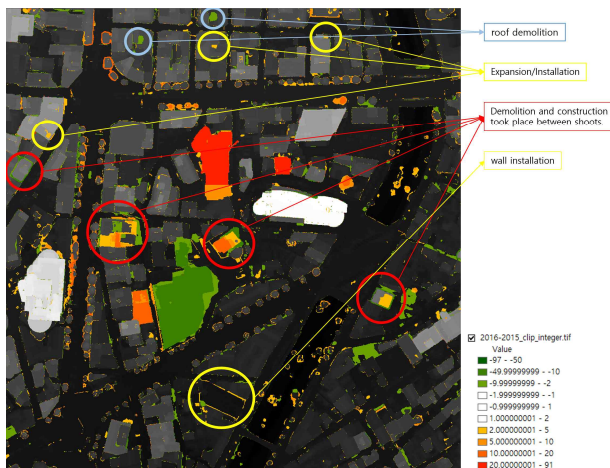 roof demolition
Expansion/Installation
Demolition and construction
took place between shoots.
wall installation
2016-2015_clip_integer.tif
Value
-97 - -50
-49.99999999 - -10
-9.99999999 - -2
-1.999999999 - -1
-0.999999999 - 1
1.000000001 - 2
2.000000001 - 5
5.00000001 - 10
10.00000001 - 20
20.00000001 - 91